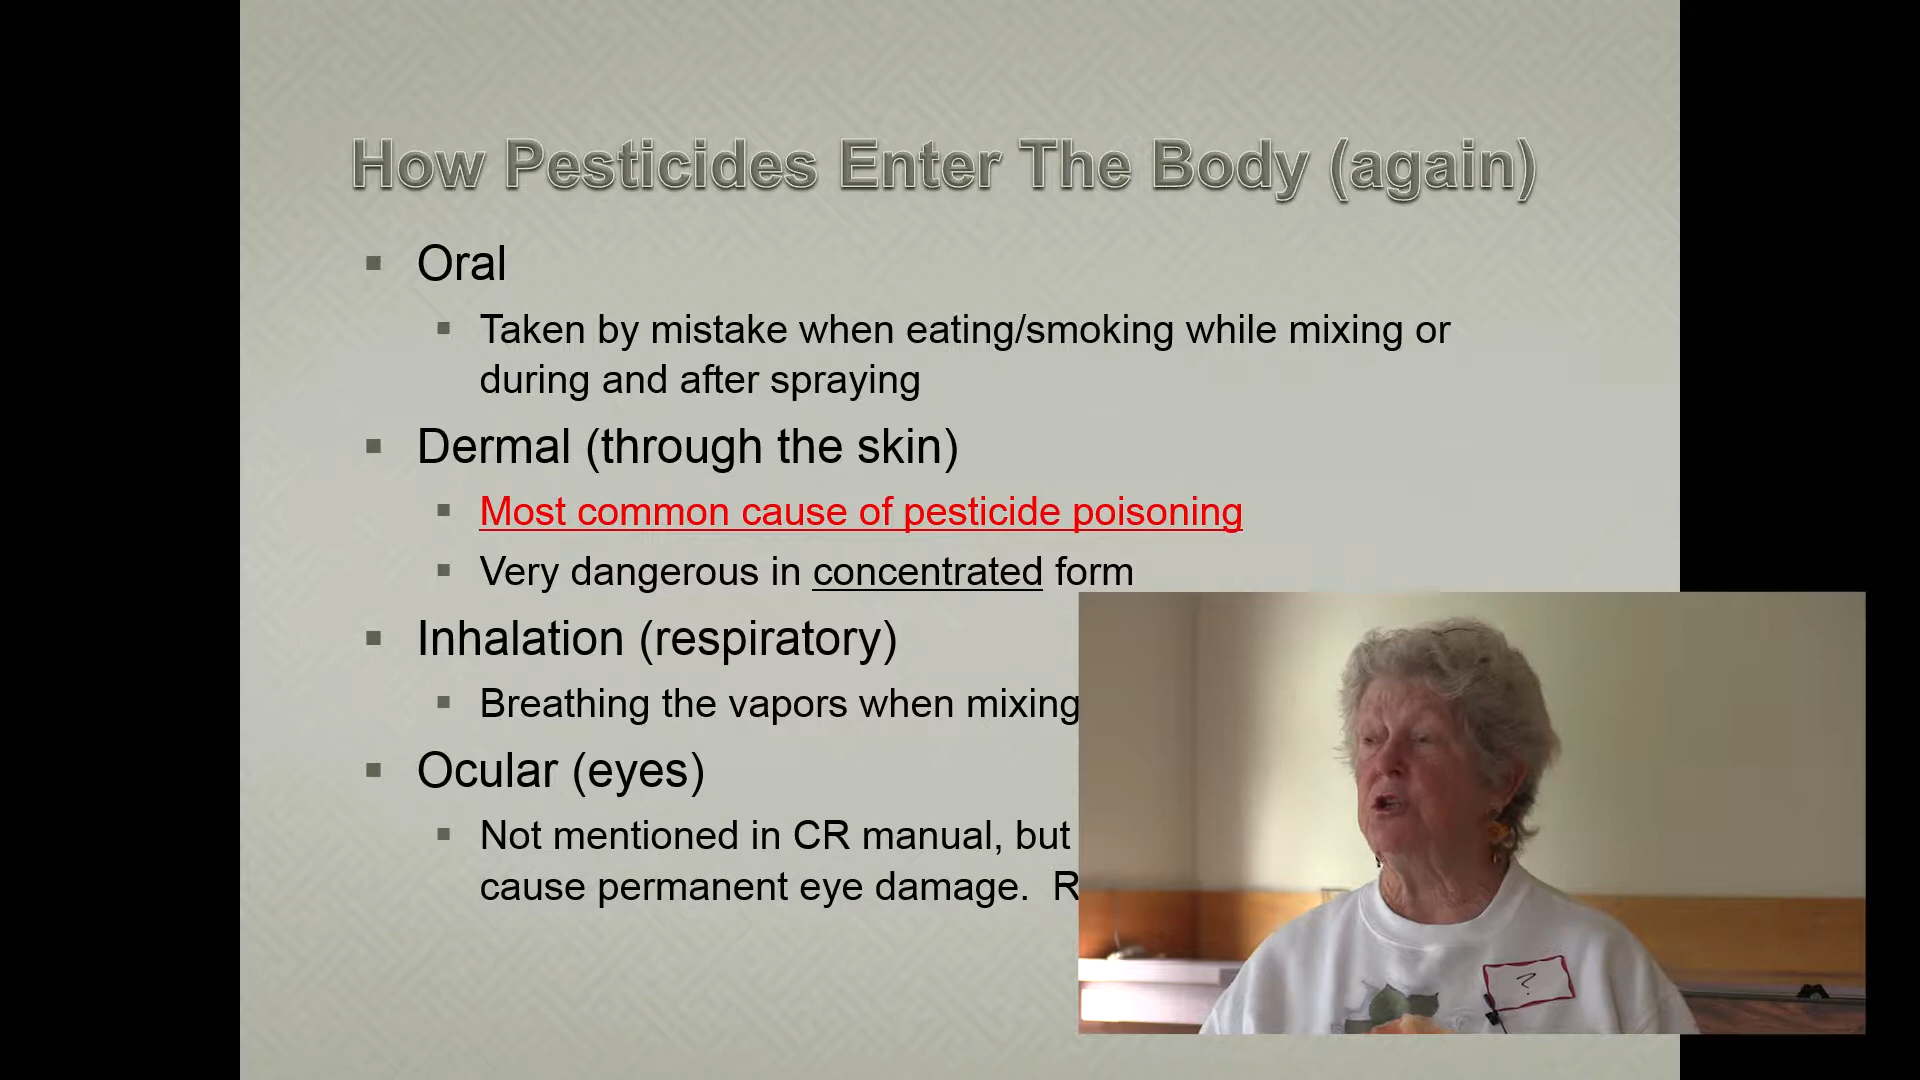 How Pesticides Enter The Body (again)
Oral
Taken by mistake when eating/smoking while mixing or
during and after spraying
Dermal (through the skin)
Most common cause of pesticide poisoning
Very dangerous in concentrated form
Inhalation (respiratory)
Breathing the vapors when mixing
Ocular (eyes)
Not mentioned in CR manual, but
cause permanent eye damage. R
?